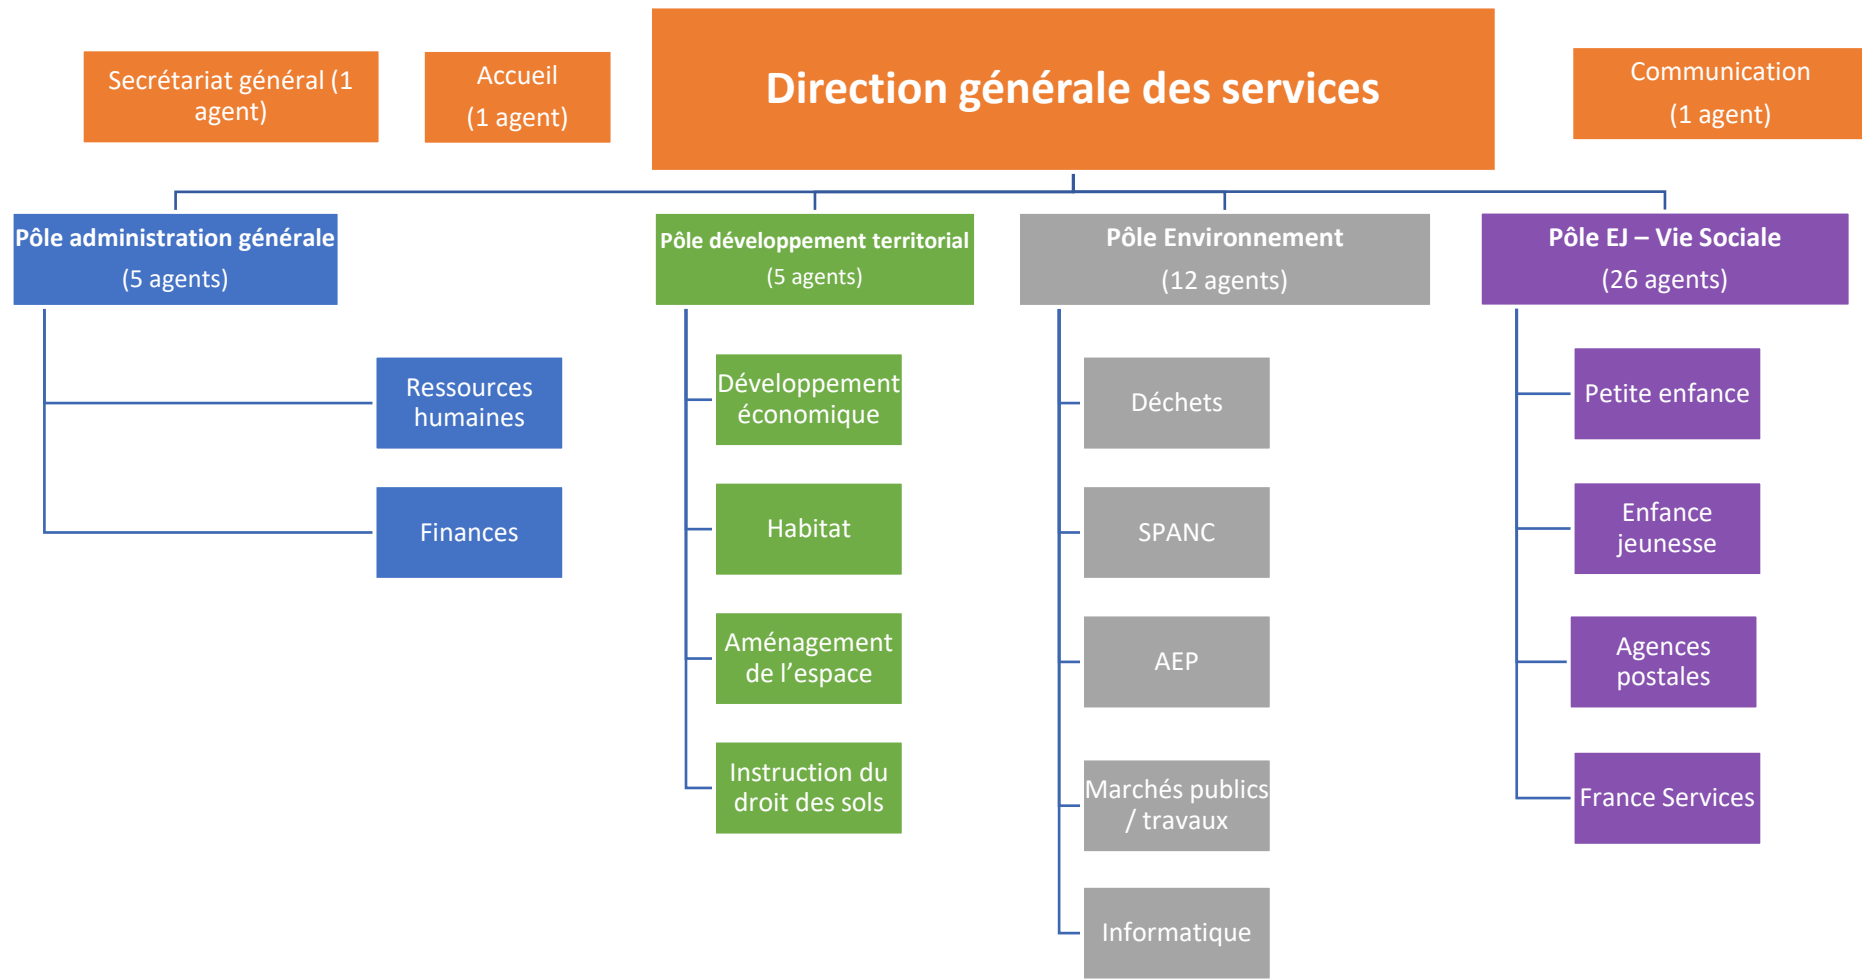 Secrétariat général (1
agent)
Accueil
(1 agent)
Direction générale des services
Communication
(1 agent)
Pôle administration générale
(5 agents)
Ressources
humaines
Finances
Pôle développement territorial
(5 agents)
Développement
économique
Habitat
Aménagement
de l’espace
Instruction du
droit des sols
Pôle Environnement
(12 agents)
Déchets
SPANC
AEP
Marchés publics
/ travaux
Informatique
Pôle EJ – Vie Sociale
(26 agents)
Petite enfance
Enfance
jeunesse
Agences
postales
France Services